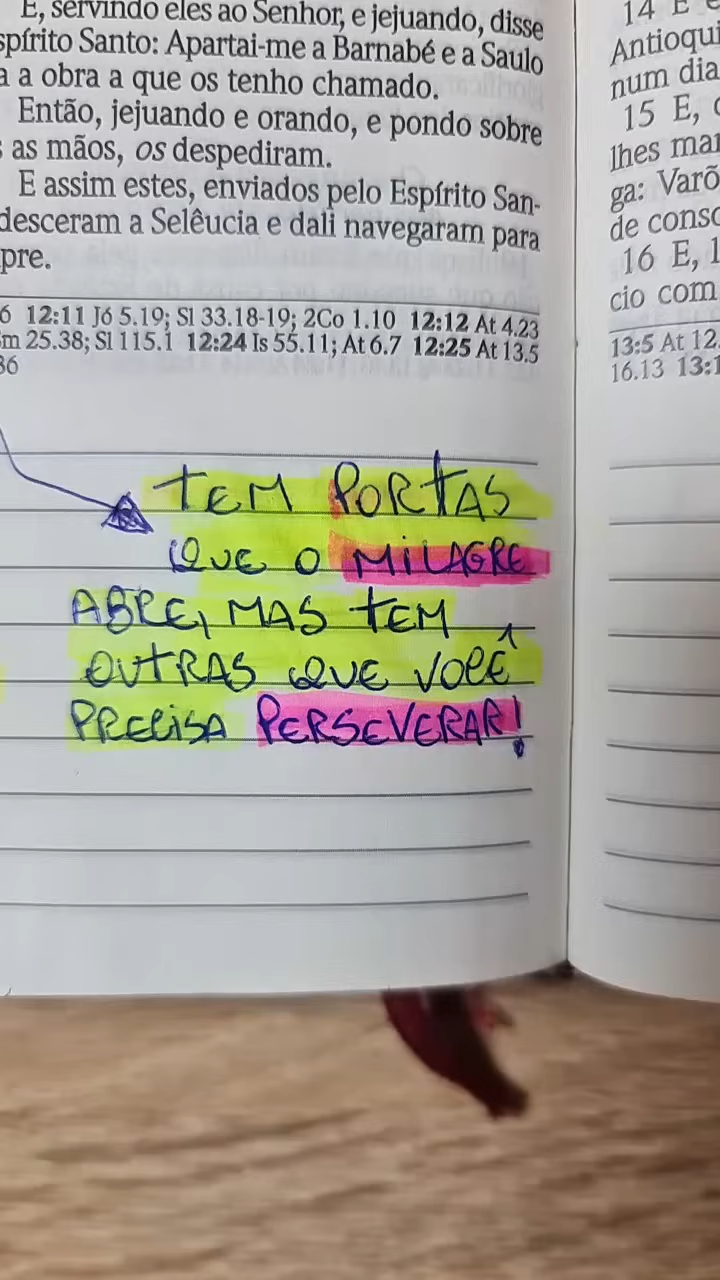 E, servindo eles ao Senhor, e jejuando, disse
Espírito Santo: Apartai-me a Barnabé e a Saulo
a a obra a que os tenho chamado.
Então, jejuando e orando, e pondo sobre
as mãos, os despediram.
E assim estes, enviados pelo Espírito San-
desceram a Selêucia e dali navegaram para
pre.
6 12:11 Jó 5.19; Sl 33.18-19; 2Co 1.10 12:12 At 4.23
m 25.38; Sl 115.1 12:24 Is 55.11; At 6.7 12:25 At 13.5
36
TEM PORTAS
QUE O MILAGRE
ABRE, MAS TEM
OUTRAS QUE VOCÊ
PRECISA PERSEVERAR!
14 E
Antioqui
num dia
15 E,
lhes mar
ga: Varõ
de conso
16 E, l
cio com
13:5 At 12.
16.13 13:1